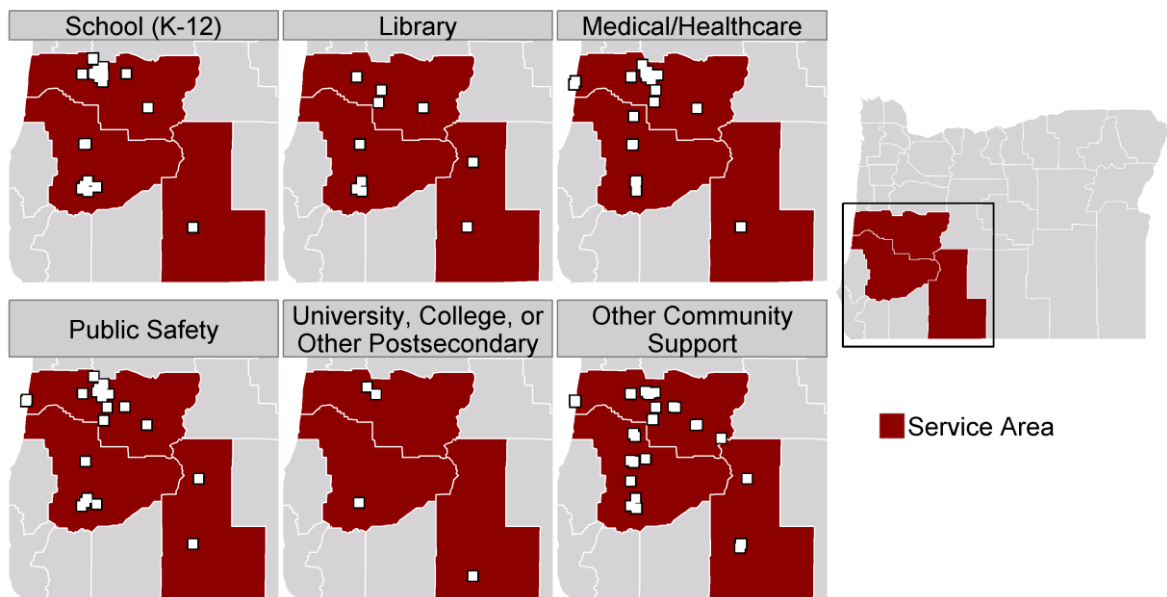 School (K-12)
Library
Medical/Healthcare
Public Safety
University, College, or
Other Postsecondary
Other Community
Support
Service Area